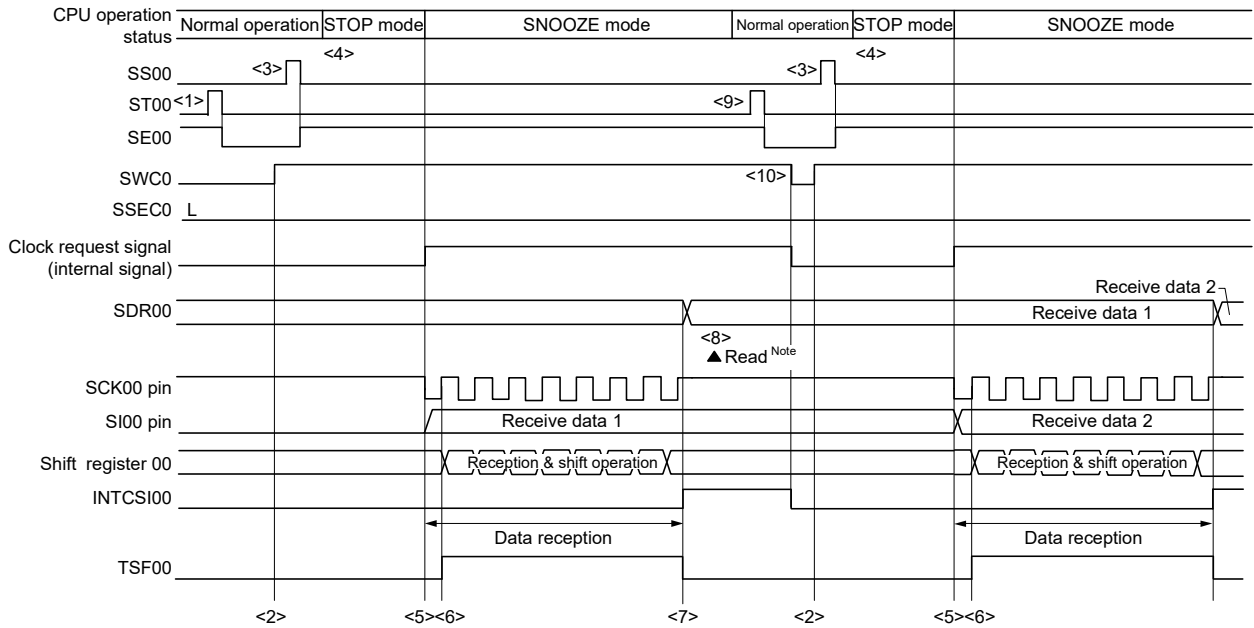 CPU operation status
Normal operation STOP mode SNOOZE mode Normal operation STOP mode SNOOZE mode
<3> <4> <3> <4>
SS00
<1> <9>
ST00
SE00
SWC0 <10>
SSEC0 L
Clock request signal
(internal signal)
Receive data 2
SDR00 Receive data 1
<8>
▲ Read Note
SCK00 pin
SI00 pin Receive data 1 Receive data 2
Shift register 00 Reception & shift operation Reception & shift operation
INTCSI00
Data reception Data reception
TSF00
<2> <5><6> <7> <2> <5><6>